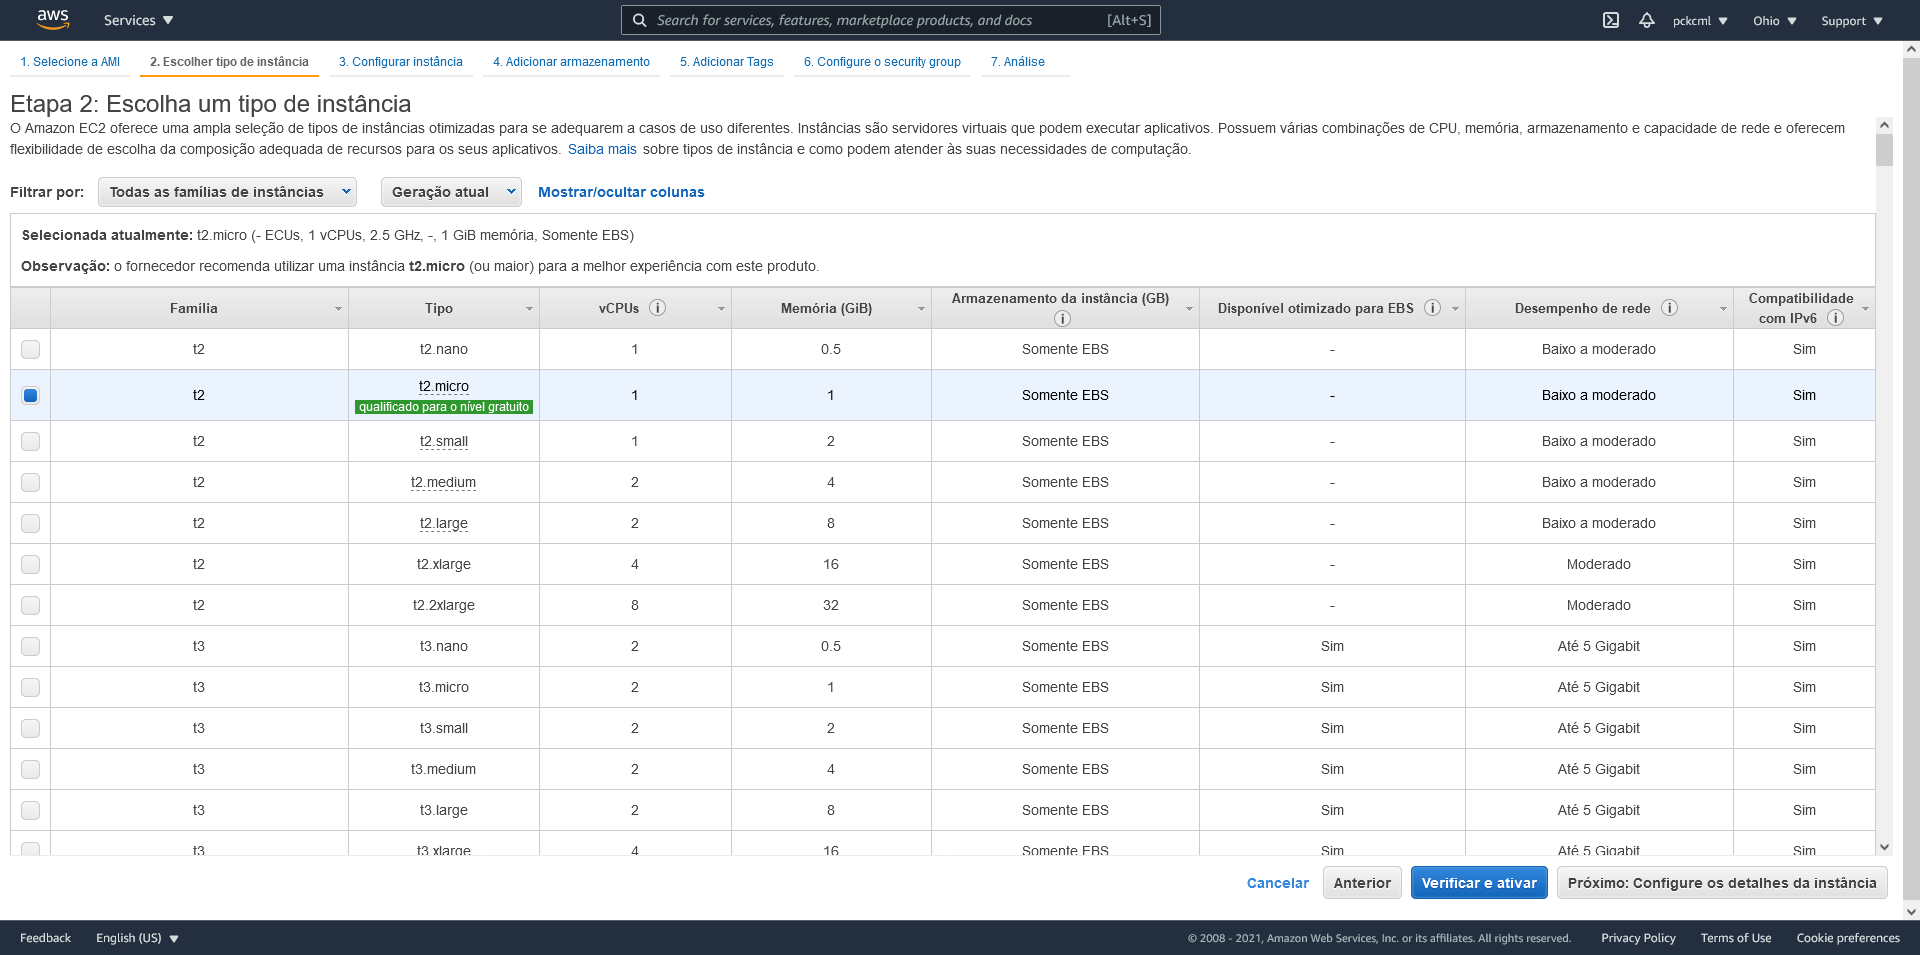 aws
Services
Search for services, features, marketplace products, and docs [Alt+S]
pckcml
Ohio
Support
1. Selecione a AMI
2. Escolher tipo de instância
3. Configurar instância
4. Adicionar armazenamento
5. Adicionar Tags
6. Configure o security group
7. Análise
Etapa 2: Escolha um tipo de instância
O Amazon EC2 oferece uma ampla seleção de tipos de instâncias otimizadas para se adequarem a casos de uso diferentes. Instâncias são servidores virtuais que podem executar aplicativos. Possuem várias combinações de CPU, memória, armazenamento e capacidade de rede e oferecem
flexibilidade de escolha da composição adequada de recursos para os seus aplicativos. Saiba mais sobre tipos de instância e como podem atender às suas necessidades de computação.
Filtrar por: Todas as famílias de instâncias Geração atual Mostrar/ocultar colunas
Selecionada atualmente: t2.micro (- ECUs, 1 vCPUs, 2.5 GHz, -, 1 GiB memória, Somente EBS)
Observação: o fornecedor recomenda utilizar uma instância t2.micro (ou maior) para a melhor experiência com este produto.
Família
Tipo
vCPUs
Memória (GiB)
Armazenamento da instância (GB)
Disponível otimizado para EBS
Desempenho de rede
Compatibilidade
com IPv6
t2 t2.nano 1 0.5 Somente EBS - Baixo a moderado Sim
t2 t2.micro 1 1 Somente EBS - Baixo a moderado Sim
qualificado para o nível gratuito
t2 t2.small 1 2 Somente EBS - Baixo a moderado Sim
t2 t2.medium 2 4 Somente EBS - Baixo a moderado Sim
t2 t2.large 2 8 Somente EBS - Baixo a moderado Sim
t2 t2.xlarge 4 16 Somente EBS - Moderado Sim
t2 t2.2xlarge 8 32 Somente EBS - Moderado Sim
t3 t3.nano 2 0.5 Somente EBS Sim Até 5 Gigabit Sim
t3 t3.micro 2 1 Somente EBS Sim Até 5 Gigabit Sim
t3 t3.small 2 2 Somente EBS Sim Até 5 Gigabit Sim
t3 t3.medium 2 4 Somente EBS Sim Até 5 Gigabit Sim
t3 t3.large 2 8 Somente EBS Sim Até 5 Gigabit Sim
t3 t3.xlarge 4 16 Somente EBS Sim Até 5 Gigabit Sim
Cancelar
Anterior
Verificar e ativar
Próximo: Configure os detalhes da instância
Feedback
English (US)
© 2008 - 2021, Amazon Web Services, Inc. or its affiliates. All rights reserved.
Privacy Policy
Terms of Use
Cookie preferences